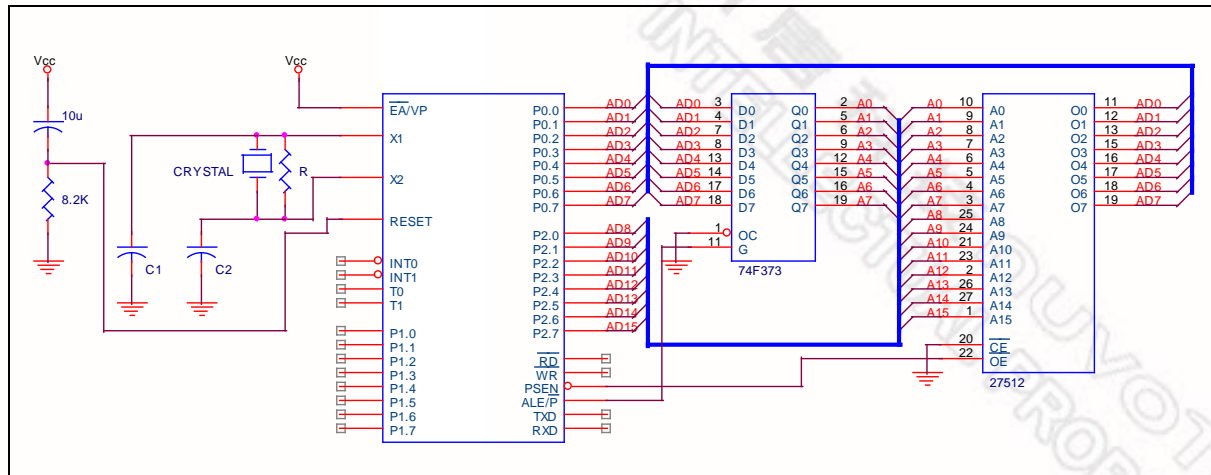 Vcc
10u
8.2K
Vcc
CRYSTAL
R
C1
C2
EA/VP
X1
X2
RESET
INT0
INT1
T0
T1
P1.0
P1.1
P1.2
P1.3
P1.4
P1.5
P1.6
P1.7
P0.0
P0.1
P0.2
P0.3
P0.4
P0.5
P0.6
P0.7
P2.0
P2.1
P2.2
P2.3
P2.4
P2.5
P2.6
P2.7
RD
WR
PSEN
ALE/P
TXD
RXD
AD0
AD1
AD2
AD3
AD4
AD5
AD6
AD7
AD8
AD9
AD10
AD11
AD12
AD13
AD14
AD15
AD0 3 D0 Q0 2 A0
AD1 4 D1 Q1 5 A1
AD2 7 D2 Q2 6 A2
AD3 8 D3 Q3 9 A3
AD4 13 D4 Q4 12 A4
AD5 14 D5 Q5 15 A5
AD6 17 D6 Q6 16 A6
AD7 18 D7 Q7 19 A7
1 OC
11 G
74F373
A0 10 A0 O0 11 AD0
A1 9 A1 O1 12 AD1
A2 8 A2 O2 13 AD2
A3 7 A3 O3 15 AD3
A4 6 A4 O4 16 AD4
A5 5 A5 O5 17 AD5
A6 4 A6 O6 18 AD6
A7 3 A7 O7 19 AD7
A8 25 A8
A9 24 A9
A10 21 A10
A11 23 A11
A12 2 A12
A13 26 A13
A14 27 A14
A15 1 A15
20 CE
22 OE
27512